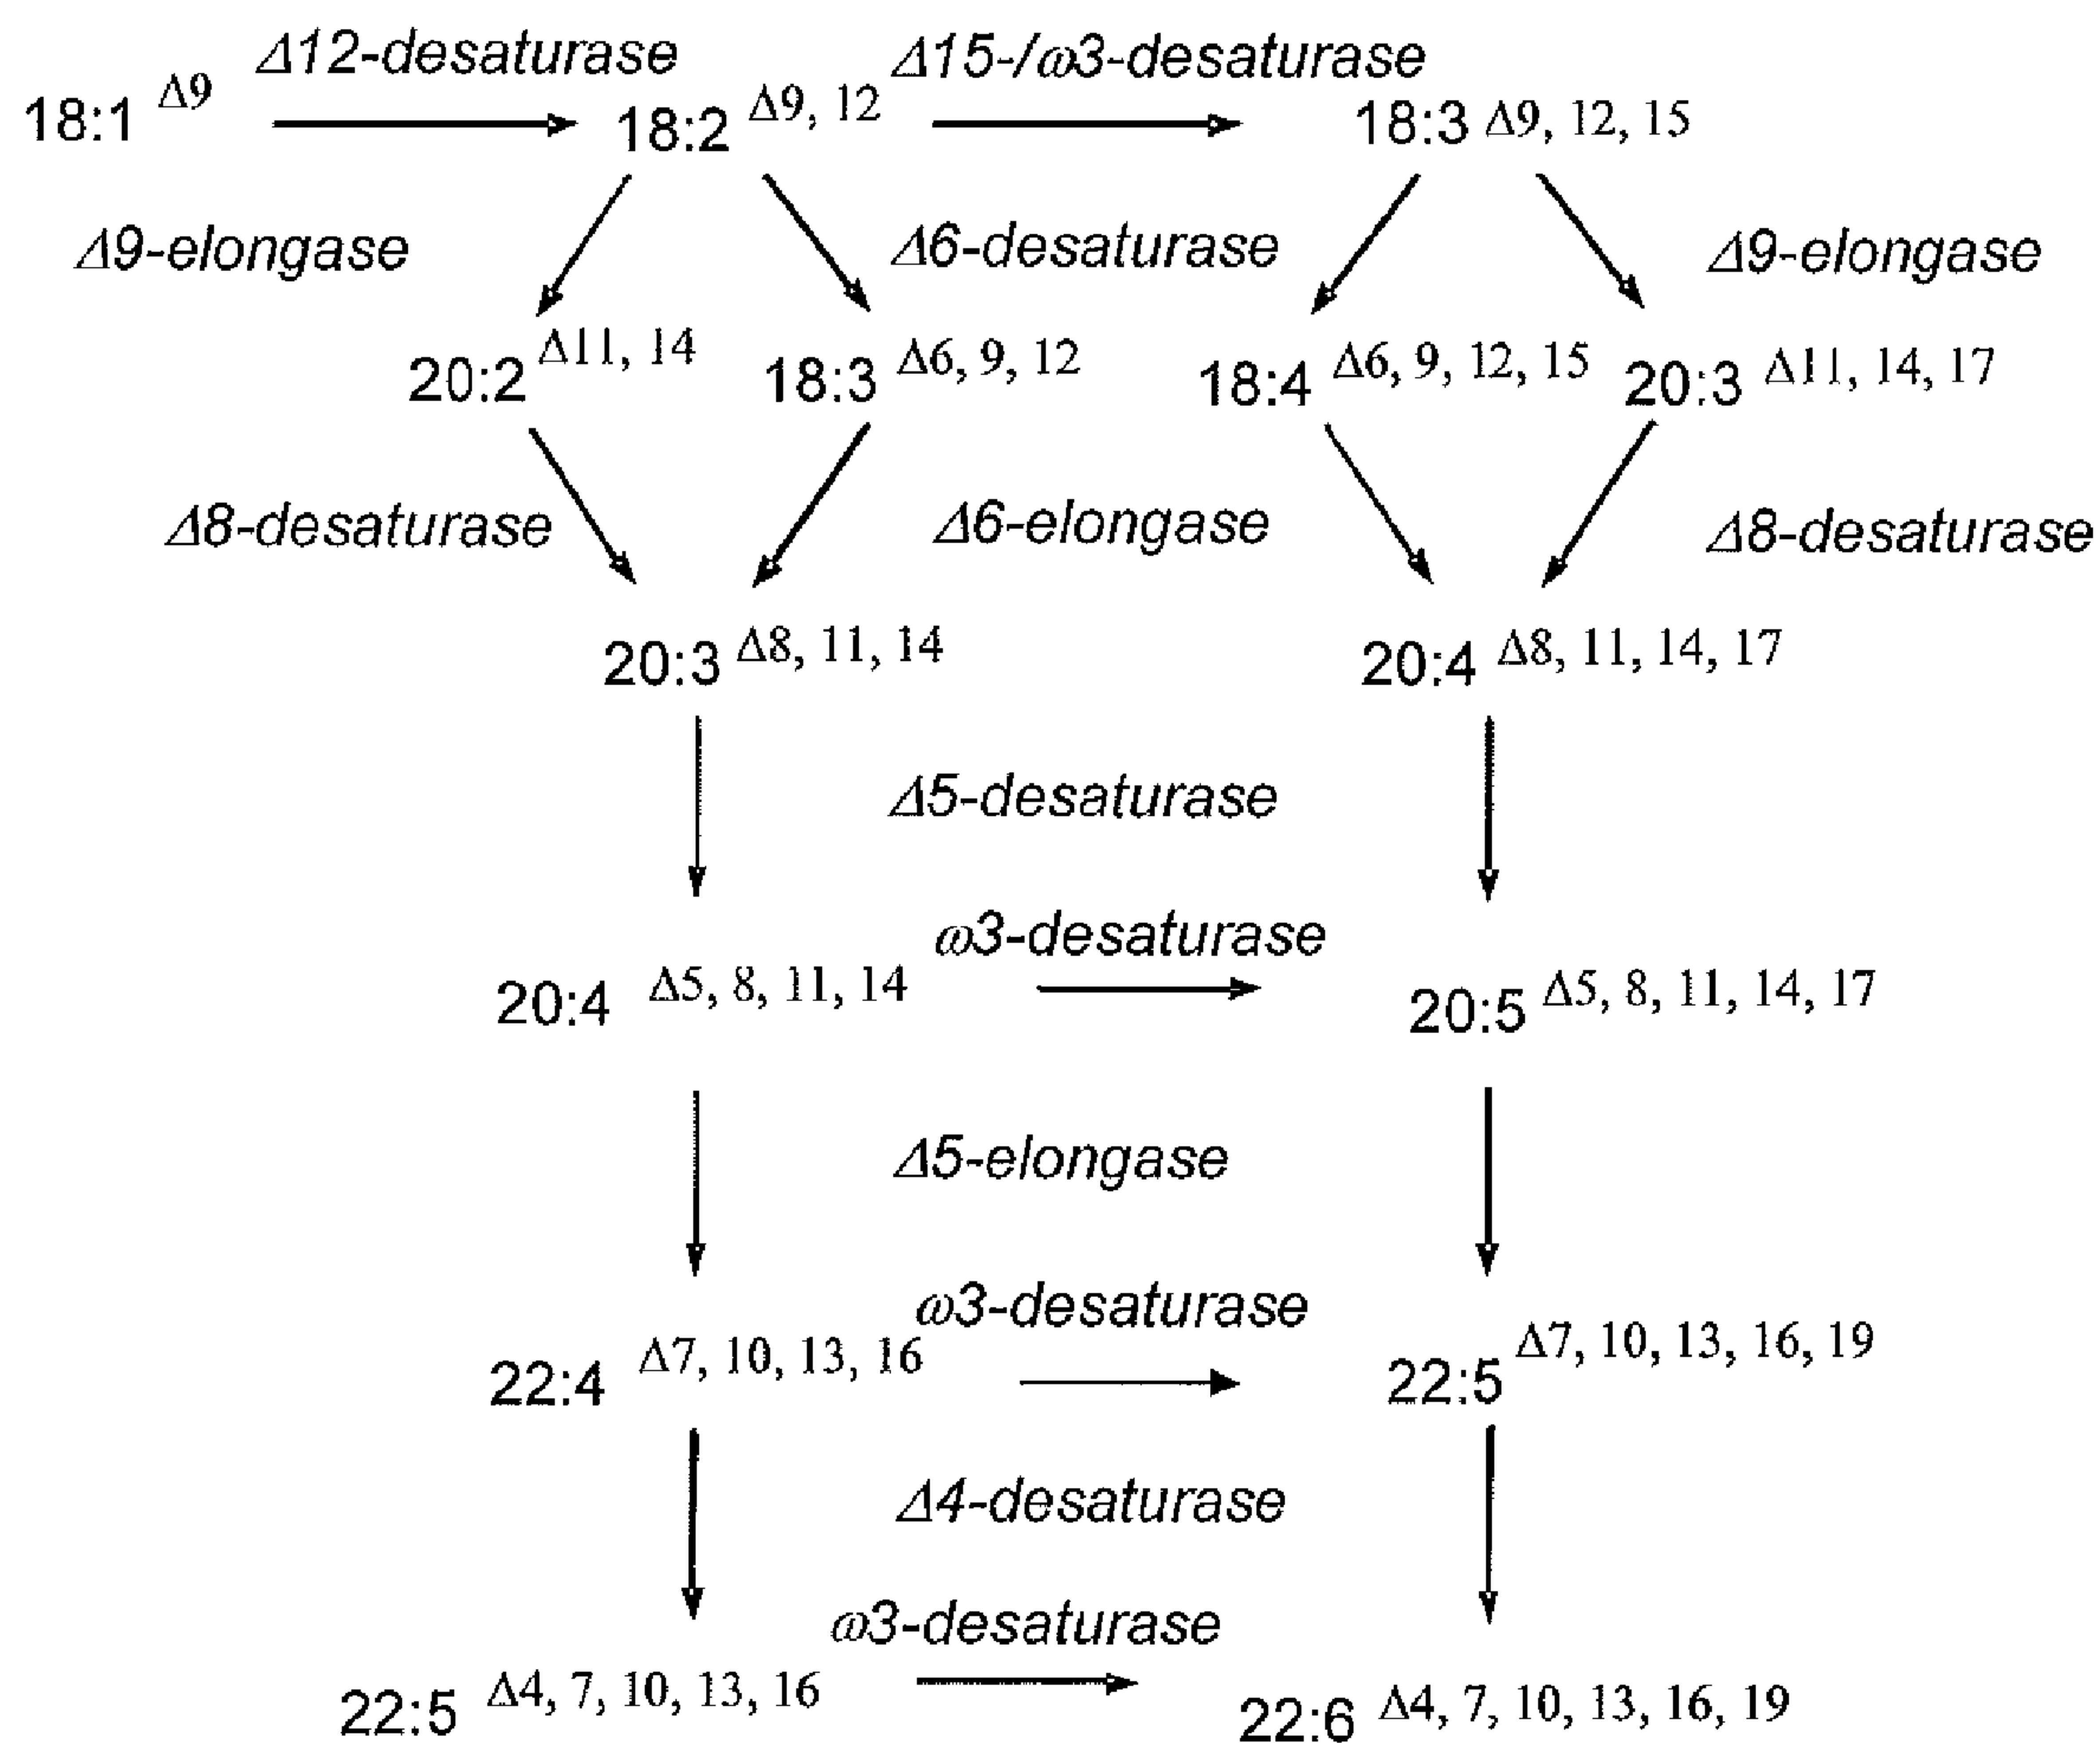 Δ12-desaturase Δ15-/ω3-desaturase
18:1 Δ9 18:2 Δ9, 12 18:3 Δ9, 12, 15
Δ9-elongase Δ6-desaturase Δ9-elongase
20:2 Δ11, 14 18:3 Δ6, 9, 12 18:4 Δ6, 9, 12, 15 20:3 Δ11, 14, 17
Δ8-desaturase Δ6-elongase Δ8-desaturase
20:3 Δ8, 11, 14 20:4 Δ8, 11, 14, 17
Δ5-desaturase
ω3-desaturase
20:4 Δ5, 8, 11, 14 20:5 Δ5, 8, 11, 14, 17
Δ5-elongase
ω3-desaturase
22:4 Δ7, 10, 13, 16 22:5 Δ7, 10, 13, 16, 19
Δ4-desaturase
ω3-desaturase
22:5 Δ4, 7, 10, 13, 16 22:6 Δ4, 7, 10, 13, 16, 19